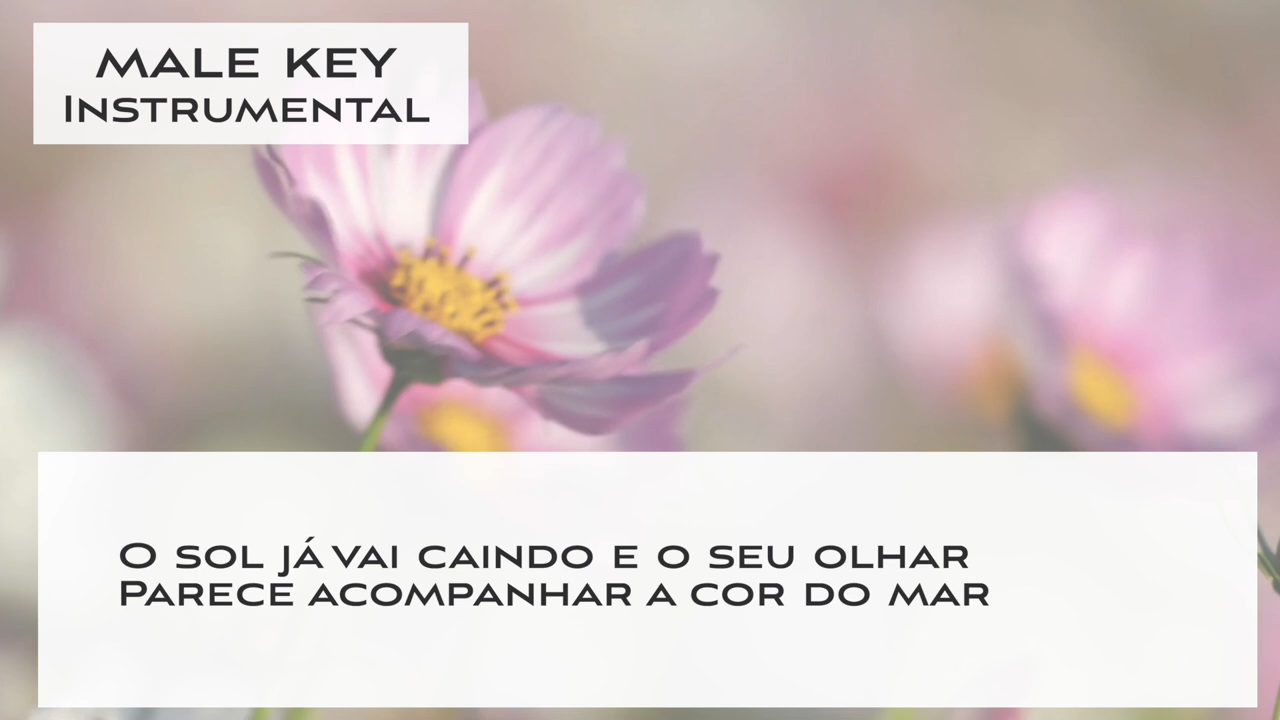 MALE KEY
INSTRUMENTAL
O SOL JÁ VAI CAINDO E O SEU OLHAR
PARECE ACOMPANHAR A COR DO MAR